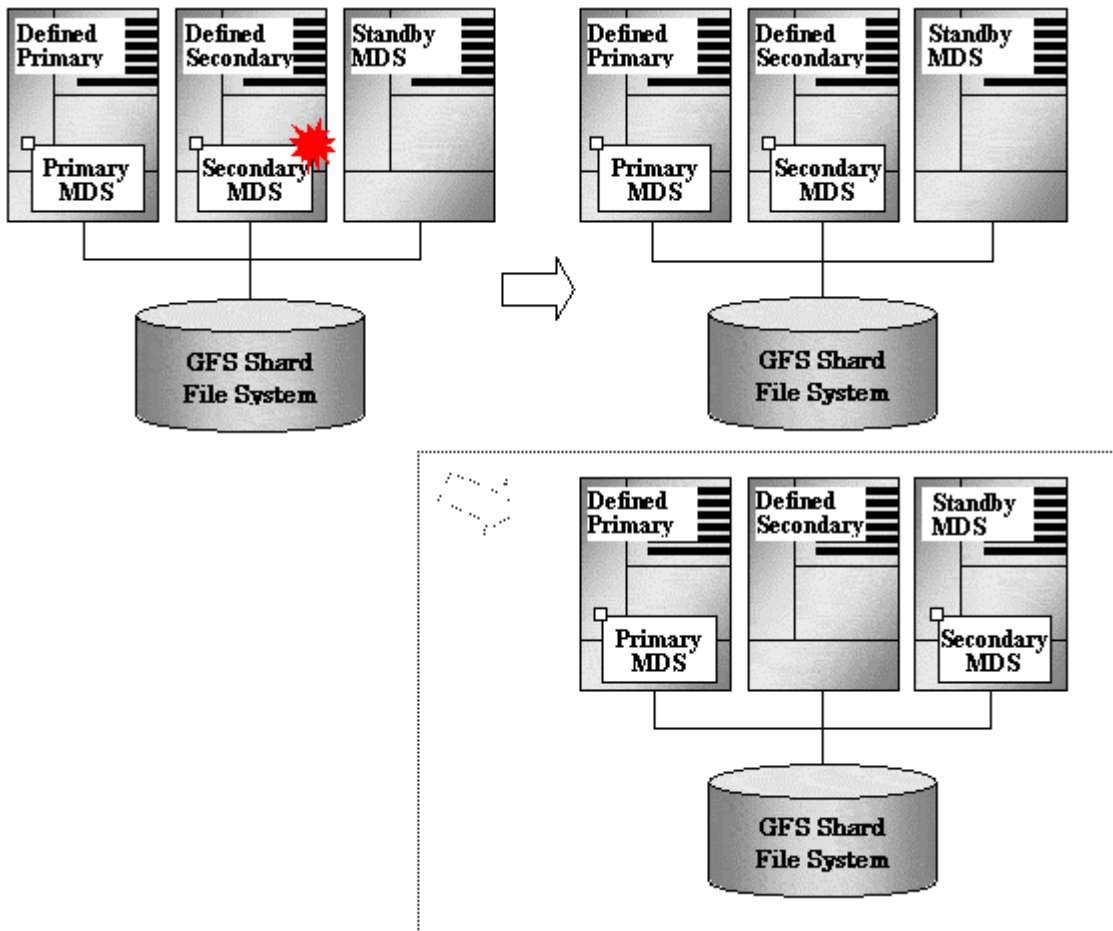 Defined
Primary
Defined
Secondary
Standby
MDS
Primary
MDS
Secondary
MDS
GFS Shard
File System
Defined
Primary
Defined
Secondary
Standby
MDS
Primary
MDS
Secondary
MDS
GFS Shard
File System
Defined
Primary
Defined
Secondary
Standby
MDS
Primary
MDS
Secondary
MDS
GFS Shard
File System